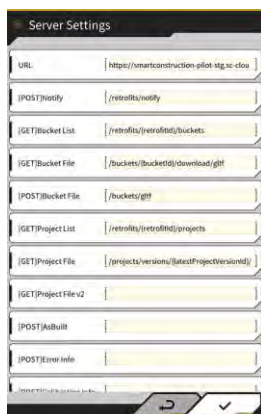 Server Settings
URL https://smartconstruction-pilot-stg.sc-clou
[POST]Notify /retrofits/notify
[GET]Bucket List /retrofits/{retrofitId}/buckets
[GET]Bucket File /buckets/{bucketId}/download/gltf
[POST]Bucket File /buckets/gltf
[GET]Project List /retrofits/{retrofitId}/projects
[GET]Project File /projects/versions/{latestProjectVersionId}/
[GET]Project File v2
[POST]AsBuilt
[POST]Error Info